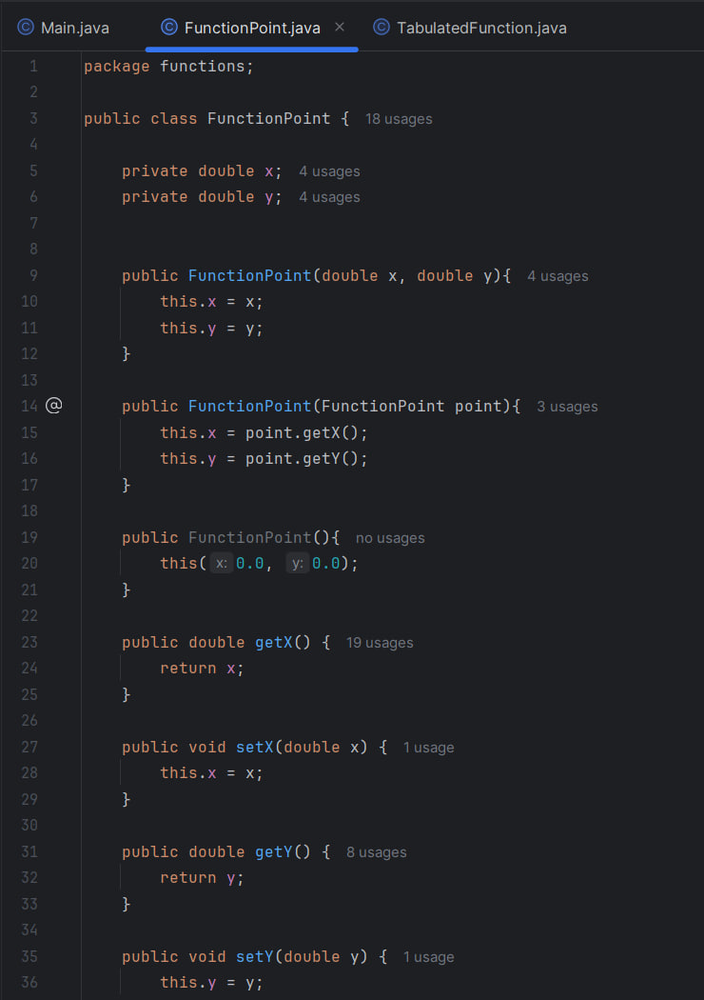 Main.java FunctionPoint.java × TabulatedFunction.java
1 package functions;
2
3 public class FunctionPoint { 18 usages
4
5     private double x; 4 usages
6     private double y; 4 usages
7
8
9     public FunctionPoint(double x, double y){ 4 usages
10         this.x = x;
11         this.y = y;
12     }
13
14 @ public FunctionPoint(FunctionPoint point){ 3 usages
15         this.x = point.getX();
16         this.y = point.getY();
17     }
18
19     public FunctionPoint(){ no usages
20         this( x: 0.0, y: 0.0);
21     }
22
23     public double getX() { 19 usages
24         return x;
25     }
26
27     public void setX(double x) { 1 usage
28         this.x = x;
29     }
30
31     public double getY() { 8 usages
32         return y;
33     }
34
35     public void setY(double y) { 1 usage
36         this.y = y;